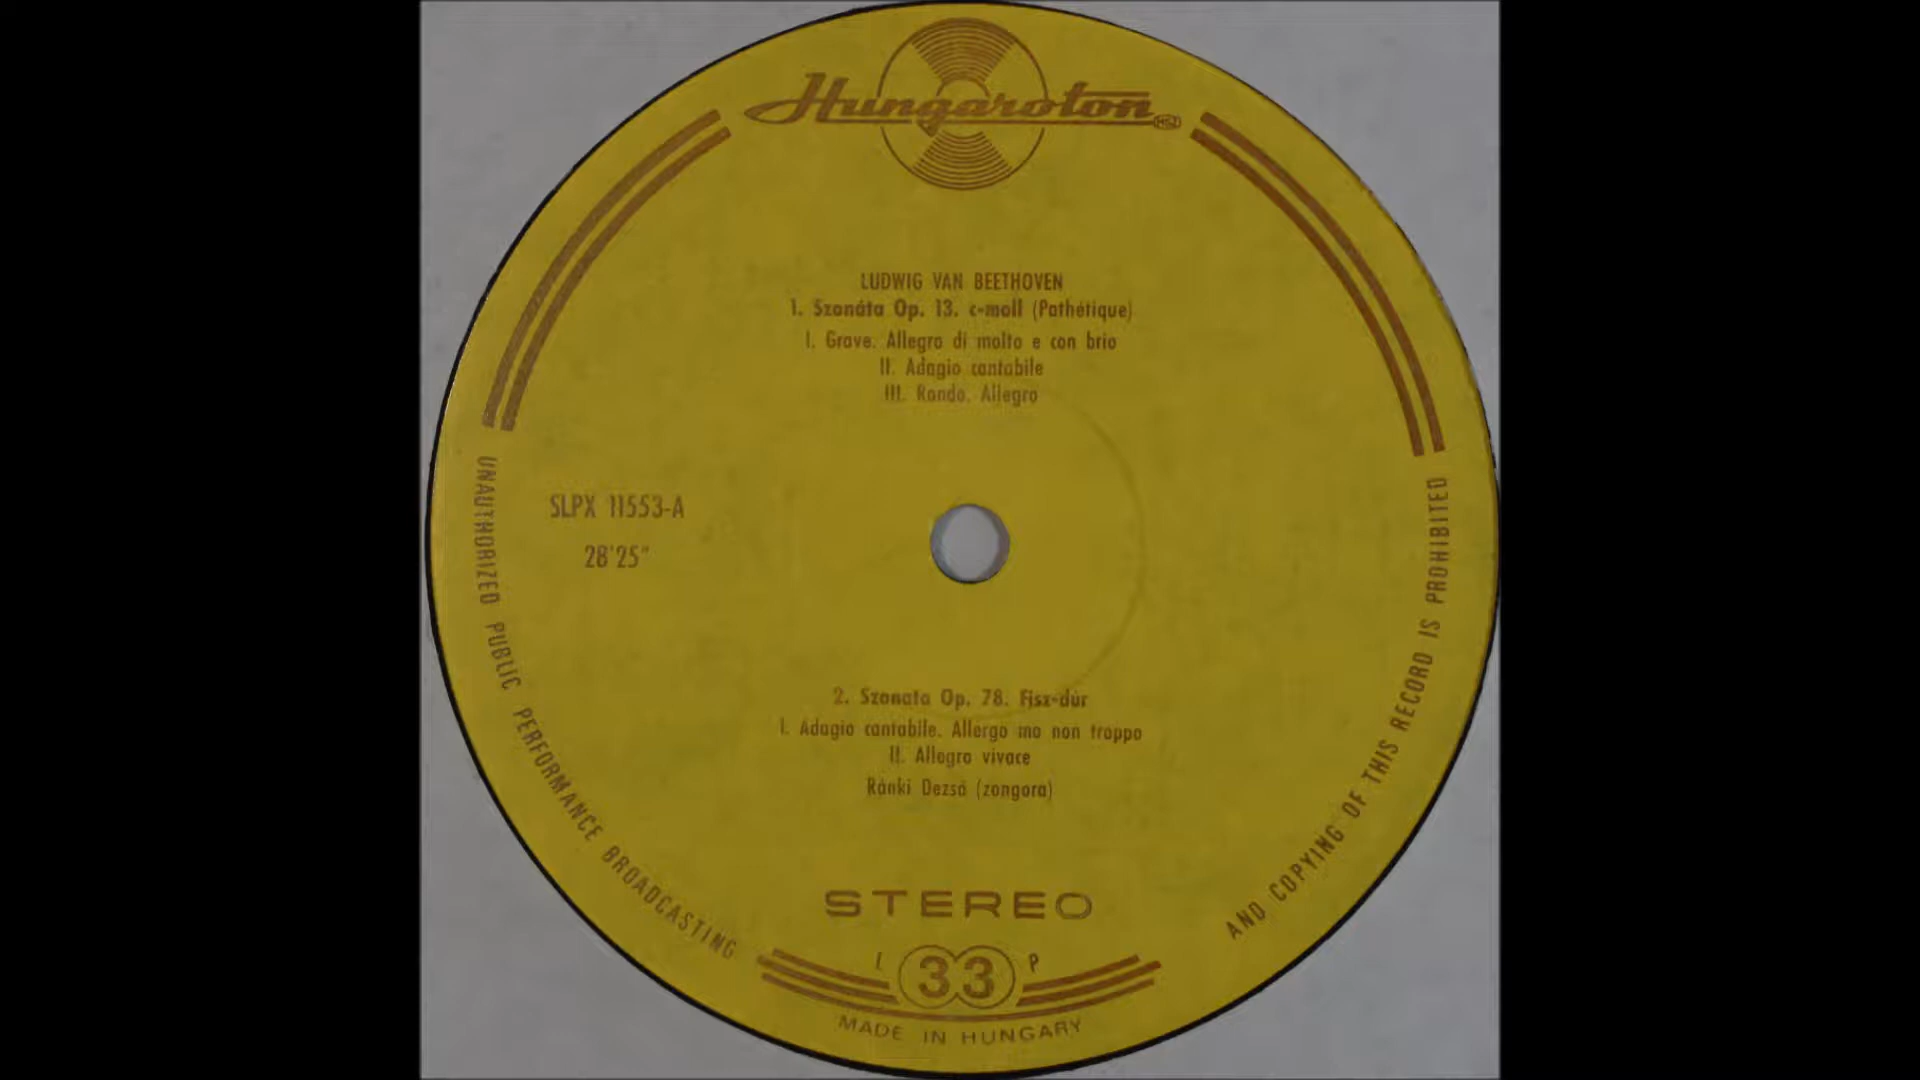 Hungaroton
MSZ
LUDWIG VAN BEETHOVEN
1. Szonáta Op. 13. c-moll (Pathétique)
I. Grave. Allegro di molto e con brio
II. Adagio cantabile
III. Rondo. Allegro
SLPX 11553-A
28'25"
2. Szonata Op. 78. Fisz-dúr
I. Adagio cantabile. Allergo ma non troppo
II. Allegro vivace
Ránki Dezső (zongora)
STEREO
L 33 P
MADE IN HUNGARY
UNAUTHORIZED PUBLIC PERFORMANCE BROADCASTING
AND COPYING OF THIS RECORD IS PROHIBITED